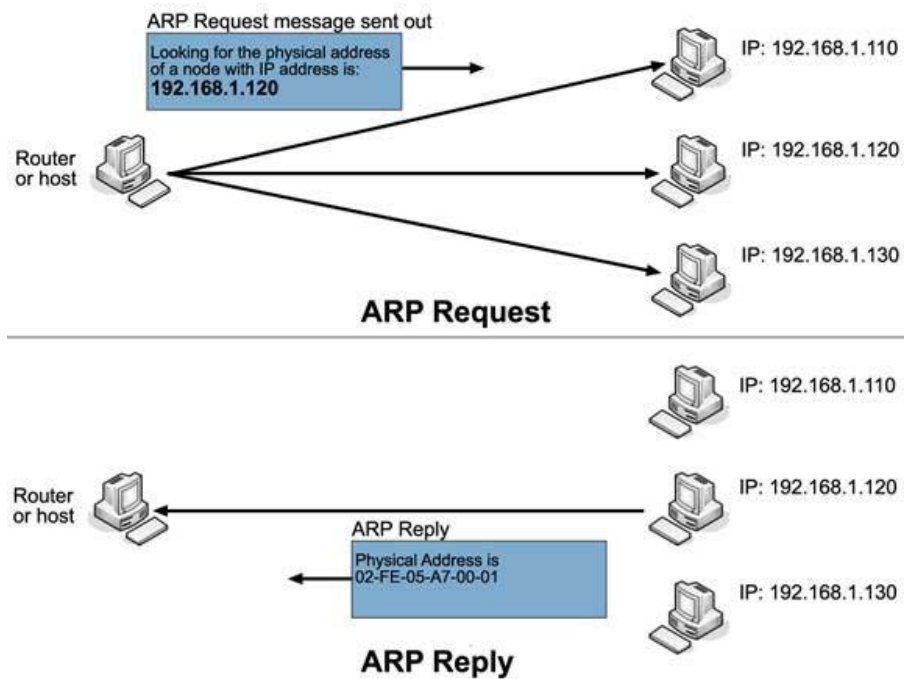 ARP Request message sent out
Looking for the physical address
of a node with IP address is:
192.168.1.120
Router
or host
IP: 192.168.1.110
IP: 192.168.1.120
IP: 192.168.1.130
ARP Request
IP: 192.168.1.110
Router
or host
IP: 192.168.1.120
ARP Reply
Physical Address is
02-FE-05-A7-00-01
IP: 192.168.1.130
ARP Reply